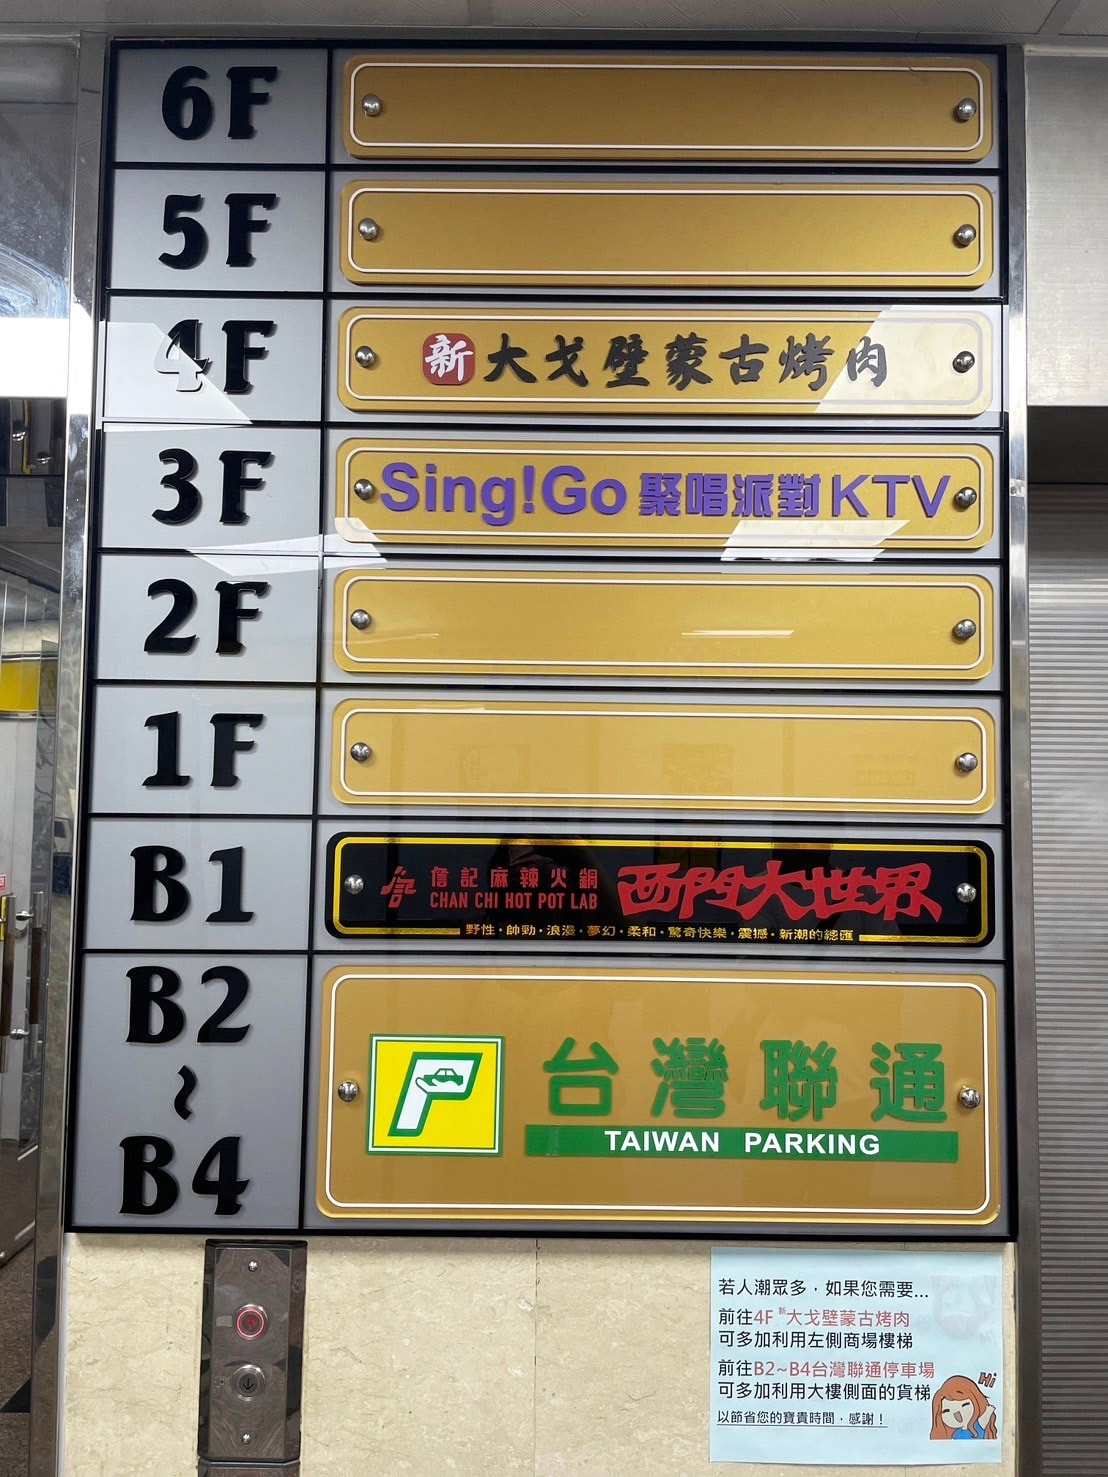 6F
5F
4F 新 大戈壁蒙古烤肉
3F Sing!Go 聚唱派對KTV
2F
1F
B1 詹記麻辣火鍋 西門大世界
CHAN CHI HOT POT LAB
野性・帥勁・浪漫・夢幻・柔和・驚奇快樂・震撼・新潮的總匯
B2 ~ B4 台灣聯通
TAIWAN PARKING
若人潮眾多，如果您需要...
前往4F 新大戈壁蒙古烤肉
可多加利用左側商場樓梯
前往B2~B4台灣聯通停車場
可多加利用大樓側面的貨梯
以節省您的寶貴時間，感謝！
Hi